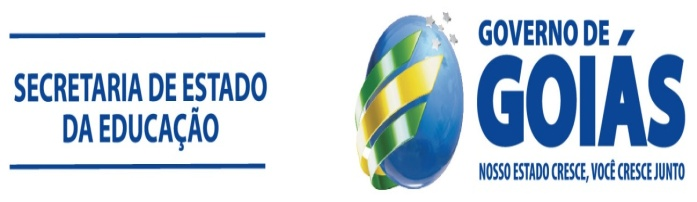 SECRETARIA DE ESTADO
DA EDUCAÇÃO
GOVERNO DE
GOIÁS
NOSSO ESTADO CRESCE, VOCÊ CRESCE JUNTO